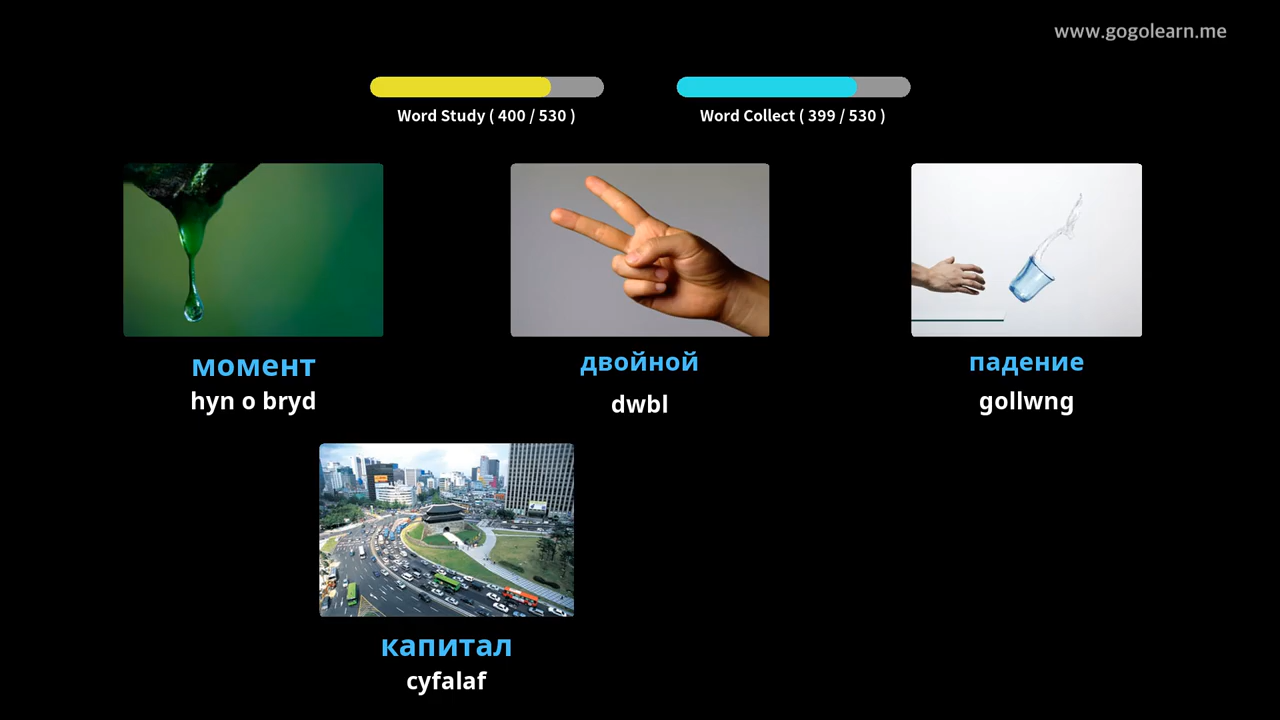 www.gogolearn.me
Word Study ( 400 / 530 )
Word Collect ( 399 / 530 )
момент
hyn o bryd
двойной
dwbl
падение
gollwng
капитал
cyfalaf